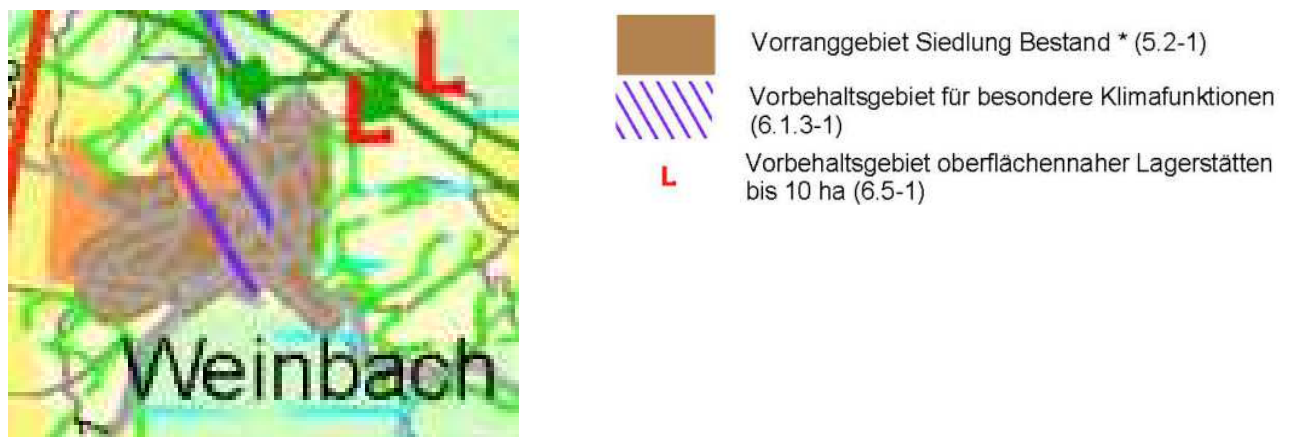 L
L
Weinbach
Vorranggebiet Siedlung Bestand * (5.2-1)
Vorbehaltsgebiet für besondere Klimafunktionen
(6.1.3-1)
L
Vorbehaltsgebiet oberflächennaher Lagerstätten
bis 10 ha (6.5-1)